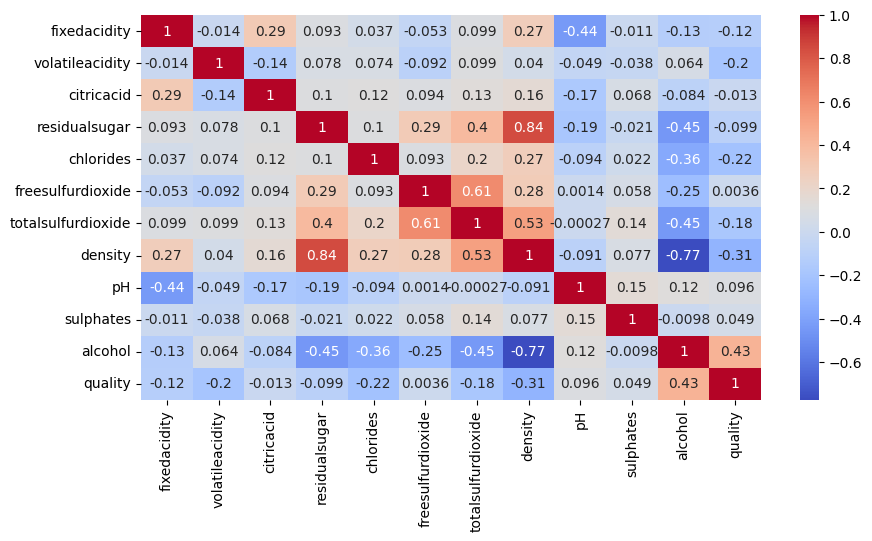 fixedacidity 1 -0.014 0.29 0.093 0.037 -0.053 0.099 0.27 -0.44 -0.011 -0.13 -0.12
volatileacidity -0.014 1 -0.14 0.078 0.074 -0.092 0.099 0.04 -0.049 -0.038 0.064 -0.2
citricacid 0.29 -0.14 1 0.1 0.12 0.094 0.13 0.16 -0.17 0.068 -0.084 -0.013
residualsugar 0.093 0.078 0.1 1 0.1 0.29 0.4 0.84 -0.19 -0.021 -0.45 -0.099
chlorides 0.037 0.074 0.12 0.1 1 0.093 0.2 0.27 -0.094 0.022 -0.36 -0.22
freesulfurdioxide -0.053 -0.092 0.094 0.29 0.093 1 0.61 0.28 0.0014 0.058 -0.25 0.0036
totalsulfurdioxide 0.099 0.099 0.13 0.4 0.2 0.61 1 0.53 -0.00027 0.14 -0.45 -0.18
density 0.27 0.04 0.16 0.84 0.27 0.28 0.53 1 -0.091 0.077 -0.77 -0.31
pH -0.44 -0.049 -0.17 -0.19 -0.094 0.0014 -0.00027 -0.091 1 0.15 0.12 0.096
sulphates -0.011 -0.038 0.068 -0.021 0.022 0.058 0.14 0.077 0.15 1 -0.0098 0.049
alcohol -0.13 0.064 -0.084 -0.45 -0.36 -0.25 -0.45 -0.77 0.12 -0.0098 1 0.43
quality -0.12 -0.2 -0.013 -0.099 -0.22 0.0036 -0.18 -0.31 0.096 0.049 0.43 1
fixedacidity
volatileacidity
citricacid
residualsugar
chlorides
freesulfurdioxide
totalsulfurdioxide
density
pH
sulphates
alcohol
quality
1.0
0.8
0.6
0.4
0.2
0.0
−0.2
−0.4
−0.6